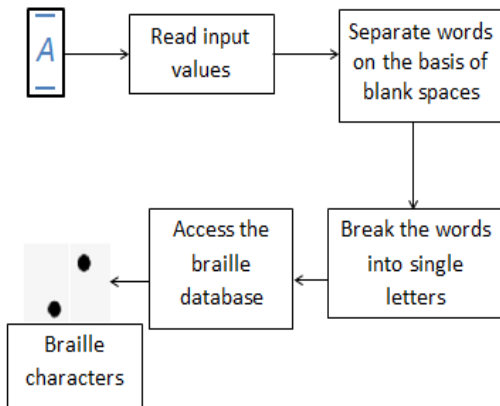 A
Read input
values
Separate words
on the basis of
blank spaces
Break the words
into single
letters
Access the
braille
database
Braille
characters